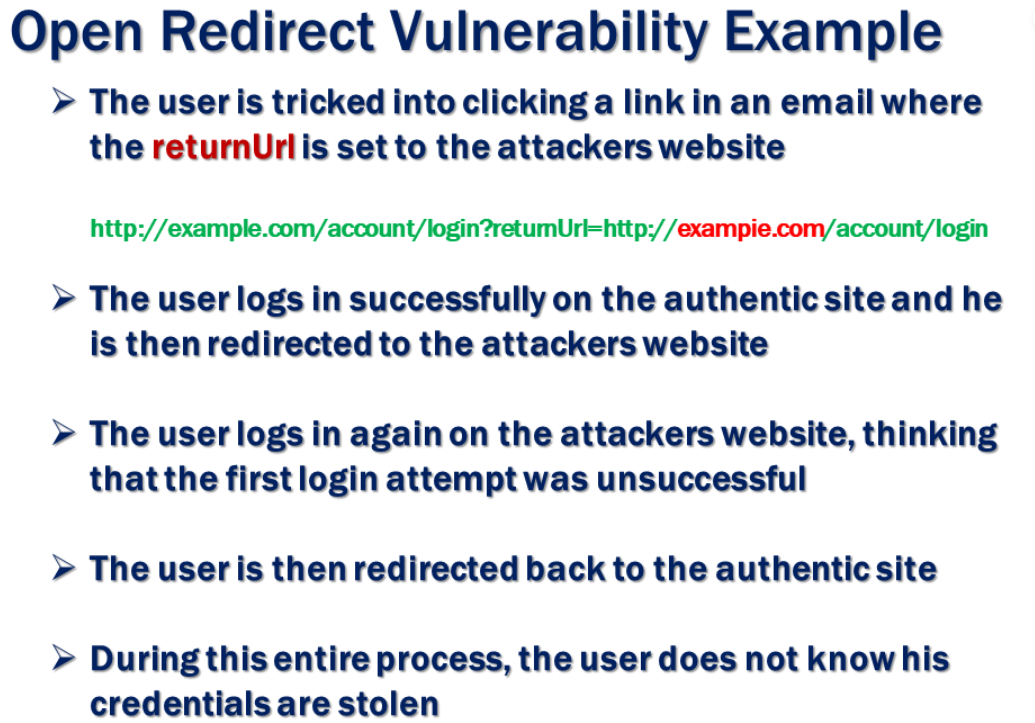 Open Redirect Vulnerability Example
➢ The user is tricked into clicking a link in an email where
the returnUrl is set to the attackers website
http://example.com/account/login?returnUrl=http://exampie.com/account/login
➢ The user logs in successfully on the authentic site and he
is then redirected to the attackers website
➢ The user logs in again on the attackers website, thinking
that the first login attempt was unsuccessful
➢ The user is then redirected back to the authentic site
➢ During this entire process, the user does not know his
credentials are stolen